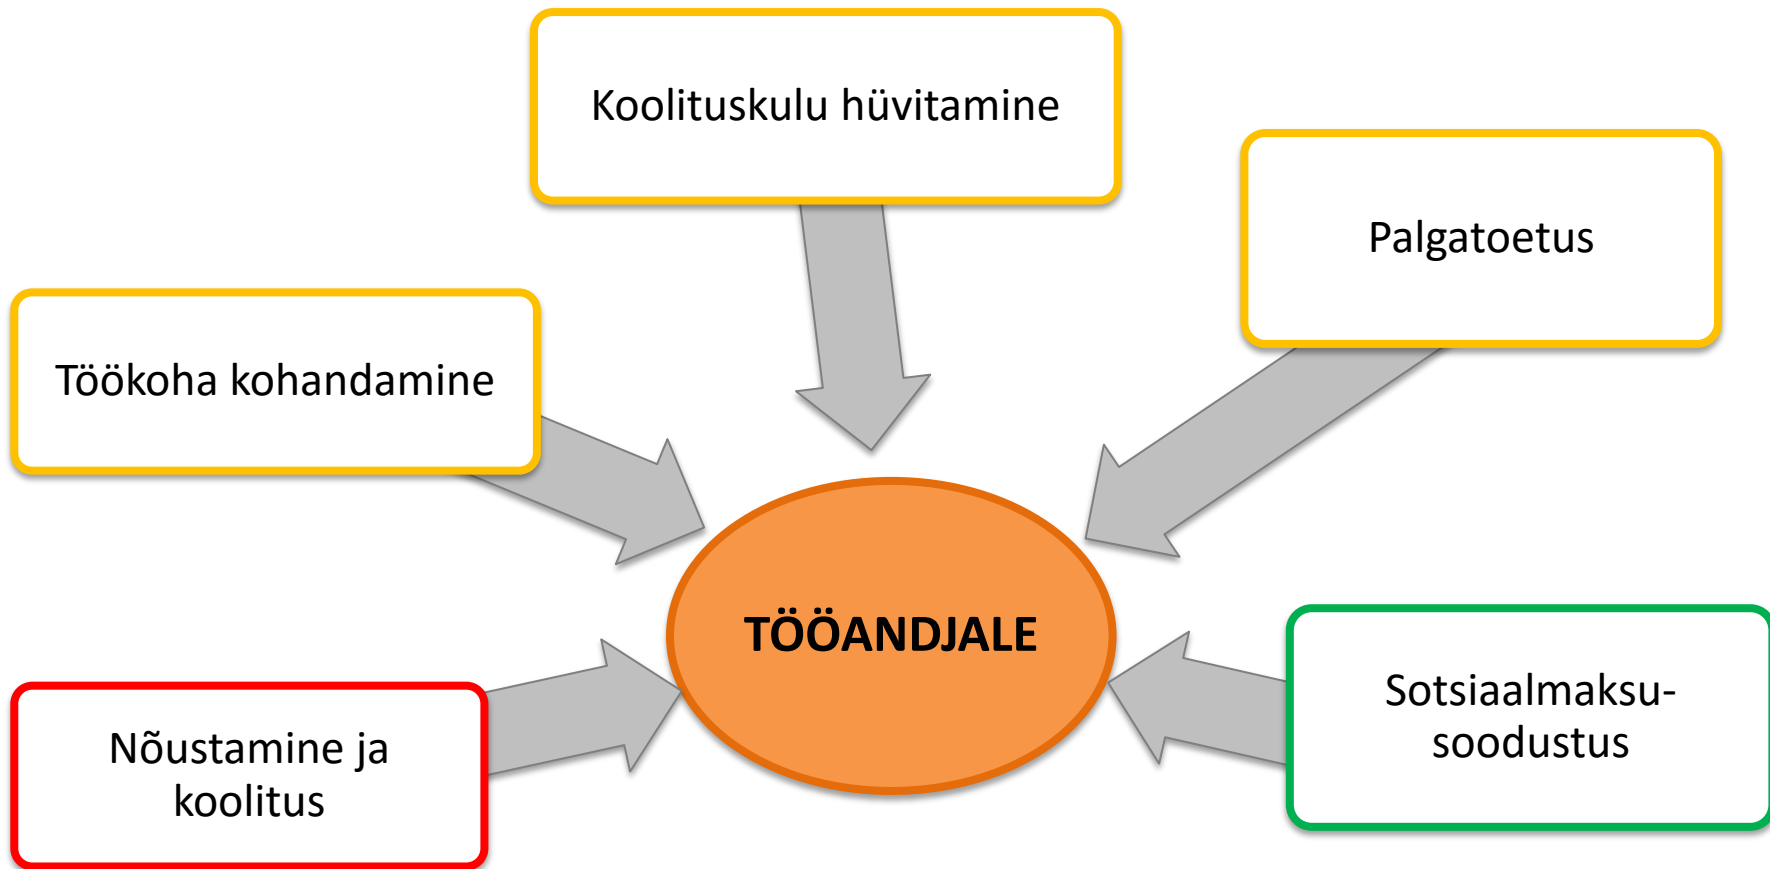 Koolituskulu hüvitamine
Palgatoetus
Töökoha kohandamine
TÖÖANDJALE
Sotsiaalmaksu-
soodustus
Nõustamine ja
koolitus